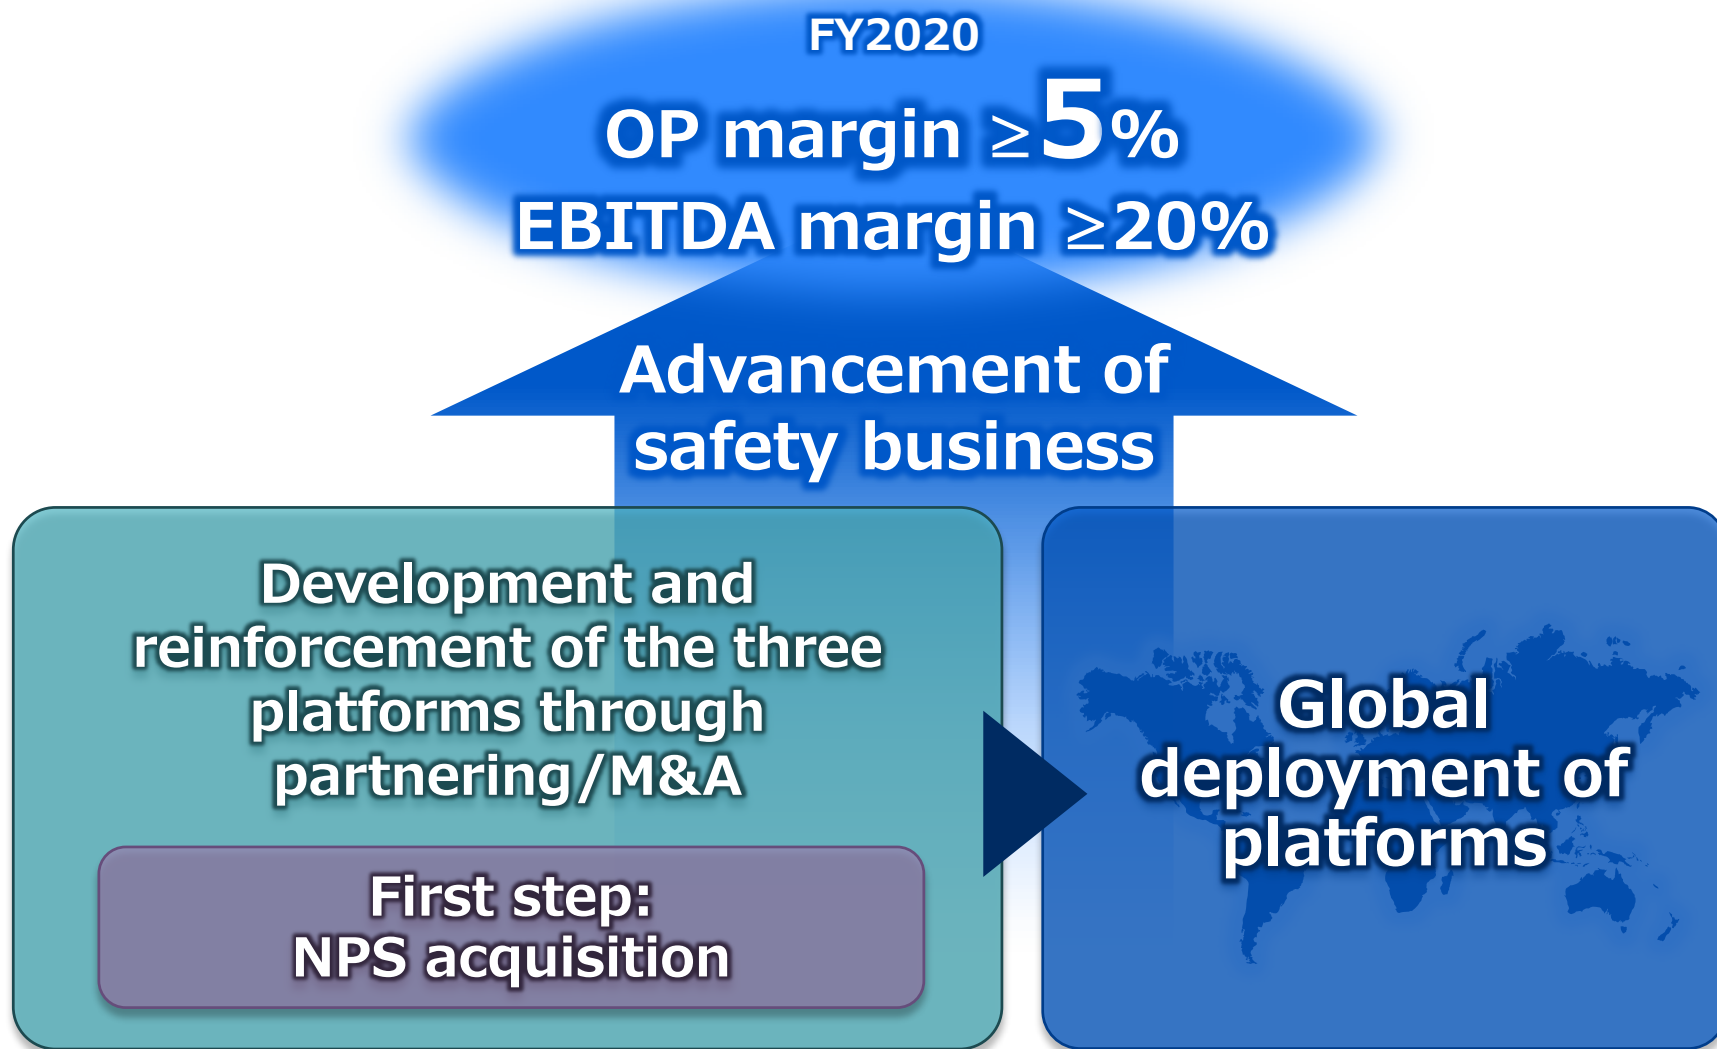 FY2020
OP margin ≥5%
EBITDA margin ≥20%
Advancement of
safety business
Development and
reinforcement of the three
platforms through
partnering/M&A
First step:
NPS acquisition
Global
deployment of
platforms